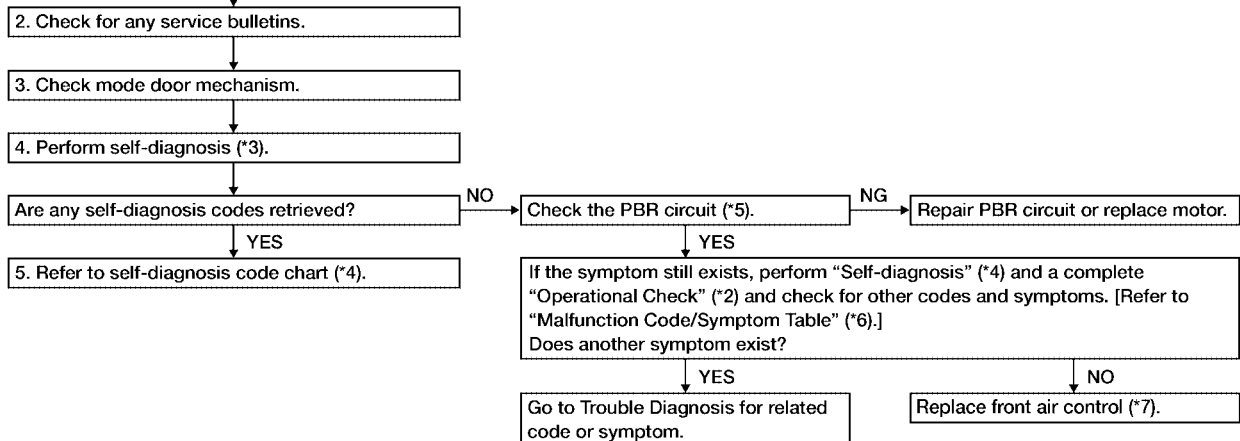 2. Check for any service bulletins.
3. Check mode door mechanism.
4. Perform self-diagnosis (*3).
Are any self-diagnosis codes retrieved?
NO
Check the PBR circuit (*5).
NG
Repair PBR circuit or replace motor.
YES
YES
5. Refer to self-diagnosis code chart (*4).
If the symptom still exists, perform “Self-diagnosis” (*4) and a complete
“Operational Check” (*2) and check for other codes and symptoms. [Refer to
“Malfunction Code/Symptom Table” (*6).]
Does another symptom exist?
YES
NO
Go to Trouble Diagnosis for related
code or symptom.
Replace front air control (*7).